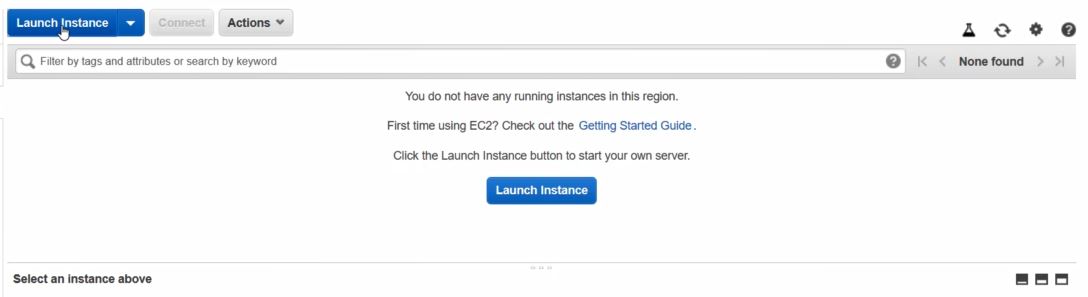 Launch Instance
Connect
Actions
Filter by tags and attributes or search by keyword
None found
You do not have any running instances in this region.
First time using EC2? Check out the Getting Started Guide.
Click the Launch Instance button to start your own server.
Launch Instance
Select an instance above